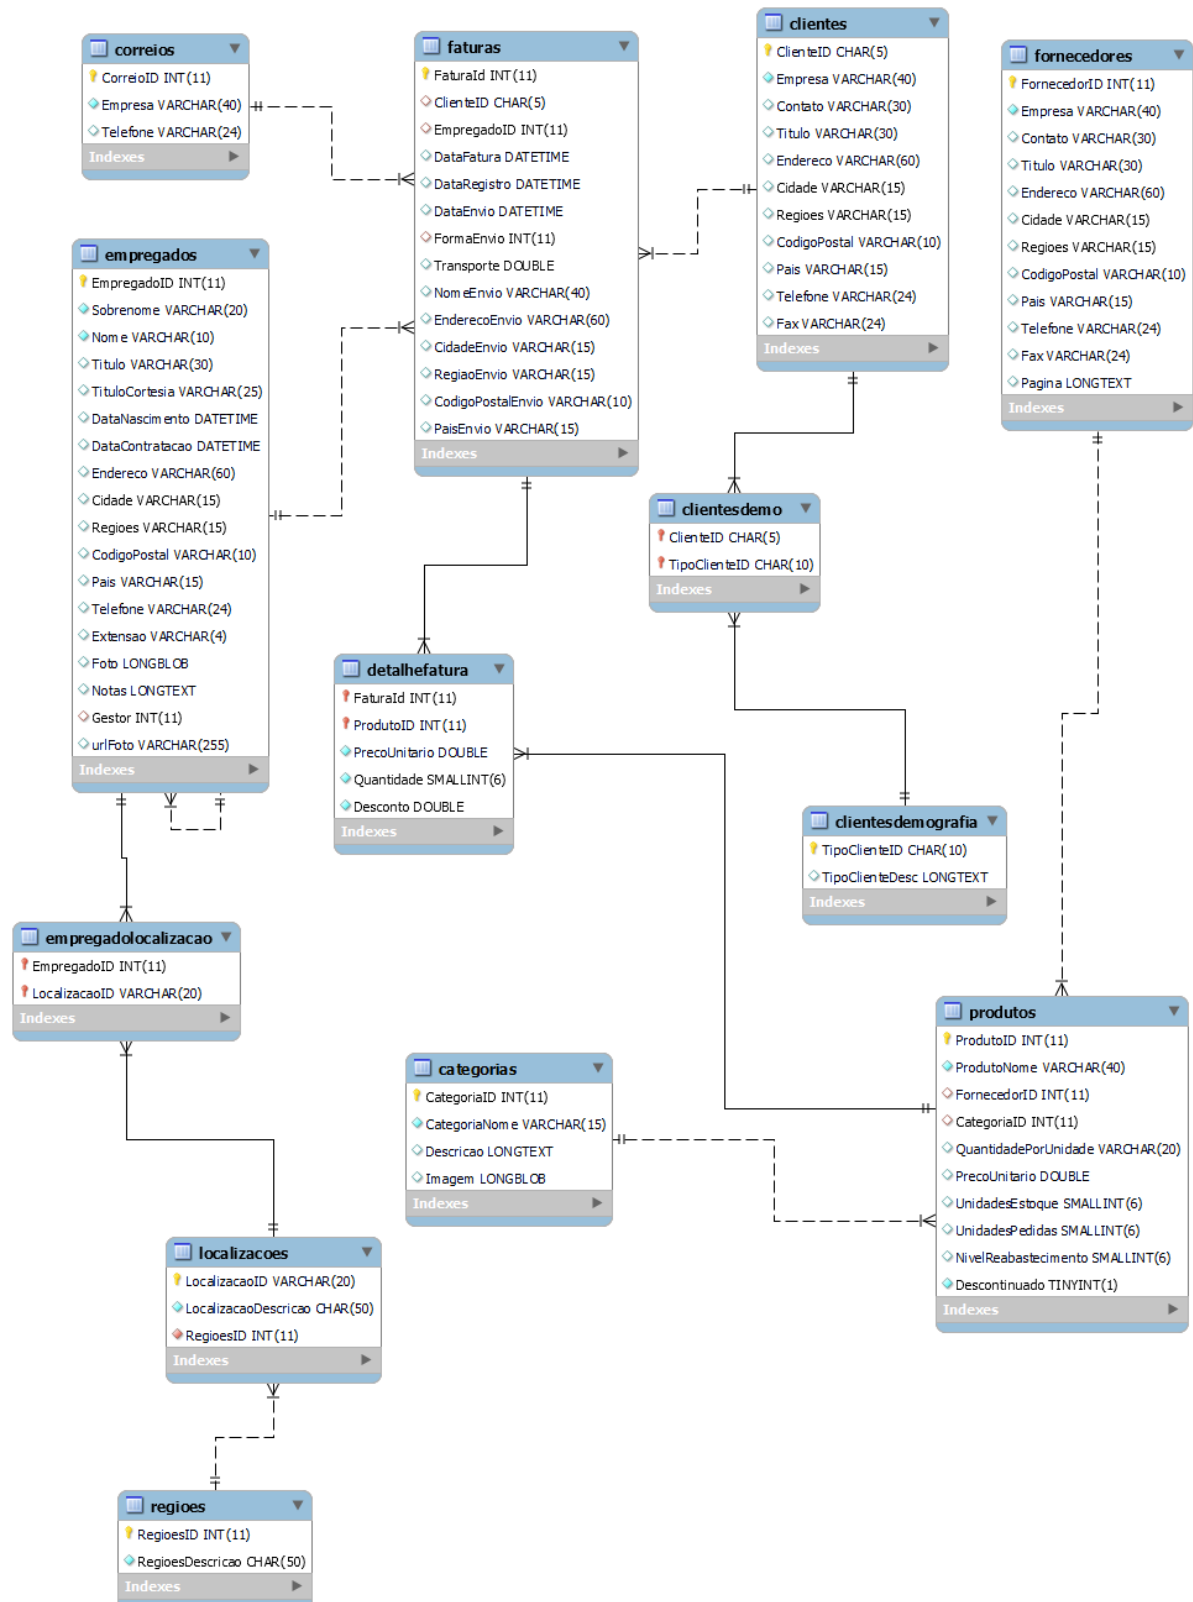 correios
CorreioID INT(11)
Empresa VARCHAR(40)
Telefone VARCHAR(24)
Indexes
faturas
FaturaId INT(11)
ClienteID CHAR(5)
EmpregadoID INT(11)
DataFatura DATETIME
DataRegistro DATETIME
DataEnvio DATETIME
FormaEnvio INT(11)
Transporte DOUBLE
NomeEnvio VARCHAR(40)
EnderecoEnvio VARCHAR(60)
CidadeEnvio VARCHAR(15)
RegiaoEnvio VARCHAR(15)
CodigoPostalEnvio VARCHAR(10)
PaisEnvio VARCHAR(15)
Indexes
clientes
ClienteID CHAR(5)
Empresa VARCHAR(40)
Contato VARCHAR(30)
Titulo VARCHAR(30)
Endereco VARCHAR(60)
Cidade VARCHAR(15)
Regioes VARCHAR(15)
CodigoPostal VARCHAR(10)
Pais VARCHAR(15)
Telefone VARCHAR(24)
Fax VARCHAR(24)
Indexes
fornecedores
FornecedorID INT(11)
Empresa VARCHAR(40)
Contato VARCHAR(30)
Titulo VARCHAR(30)
Endereco VARCHAR(60)
Cidade VARCHAR(15)
Regioes VARCHAR(15)
CodigoPostal VARCHAR(10)
Pais VARCHAR(15)
Telefone VARCHAR(24)
Fax VARCHAR(24)
Pagina LONGTEXT
Indexes
empregados
EmpregadoID INT(11)
Sobrenome VARCHAR(20)
Nome VARCHAR(10)
Titulo VARCHAR(30)
TituloCortesia VARCHAR(25)
DataNascimento DATETIME
DataContratacao DATETIME
Endereco VARCHAR(60)
Cidade VARCHAR(15)
Regioes VARCHAR(15)
CodigoPostal VARCHAR(10)
Pais VARCHAR(15)
Telefone VARCHAR(24)
Extensao VARCHAR(4)
Foto LONGBLOB
Notas LONGTEXT
Gestor INT(11)
urlFoto VARCHAR(255)
Indexes
clientesdemo
ClienteID CHAR(5)
TipoClienteID CHAR(10)
Indexes
detalhefatura
FaturaId INT(11)
ProdutoID INT(11)
PrecoUnitario DOUBLE
Quantidade SMALLINT(6)
Desconto DOUBLE
Indexes
clientesdemografia
TipoClienteID CHAR(10)
TipoClienteDesc LONGTEXT
Indexes
empregadolocalizacao
EmpregadoID INT(11)
LocalizacaoID VARCHAR(20)
Indexes
categorias
CategoriaID INT(11)
CategoriaNome VARCHAR(15)
Descricao LONGTEXT
Imagem LONGBLOB
Indexes
produtos
ProdutoID INT(11)
ProdutoNome VARCHAR(40)
FornecedorID INT(11)
CategoriaID INT(11)
QuantidadePorUnidade VARCHAR(20)
PrecoUnitario DOUBLE
UnidadesEstoque SMALLINT(6)
UnidadesPedidas SMALLINT(6)
NivelReabastecimento SMALLINT(6)
Descontinuado TINYINT(1)
Indexes
localizacoes
LocalizacaoID VARCHAR(20)
LocalizacaoDescricao CHAR(50)
RegioesID INT(11)
Indexes
regioes
RegioesID INT(11)
RegioesDescricao CHAR(50)
Indexes